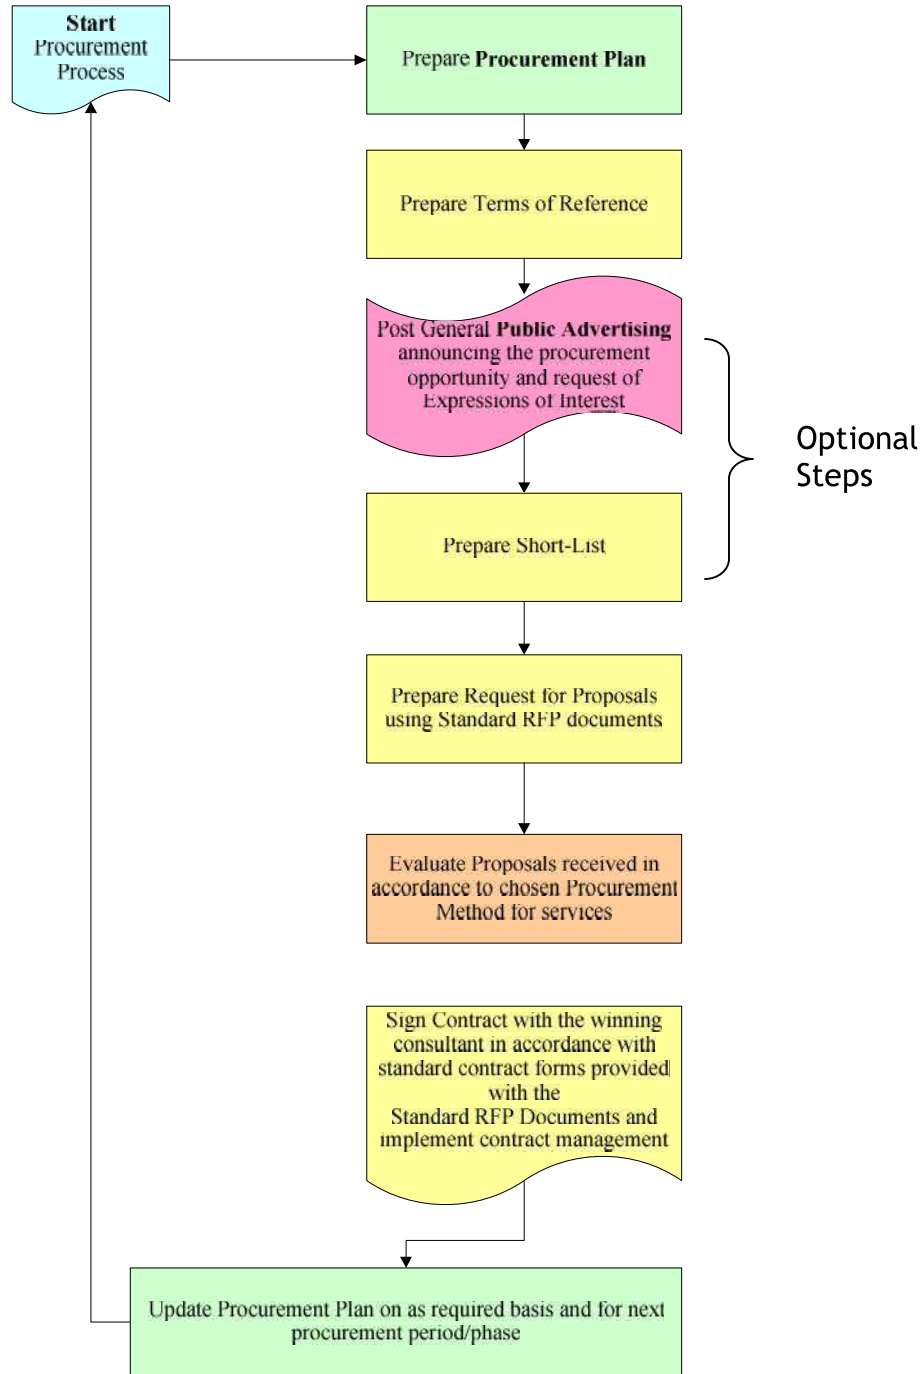 Start
Procurement
Process
Prepare Procurement Plan
Prepare Terms of Reference
Post General Public Advertising
announcing the procurement
opportunity and request of
Expressions of Interest
Optional
Steps
Prepare Short-List
Prepare Request for Proposals
using Standard RFP documents
Evaluate Proposals received in
accordance to chosen Procurement
Method for services
Sign Contract with the winning
consultant in accordance with
standard contract forms provided
with the
Standard RFP Documents and
implement contract management
Update Procurement Plan on as required basis and for next
procurement period/phase